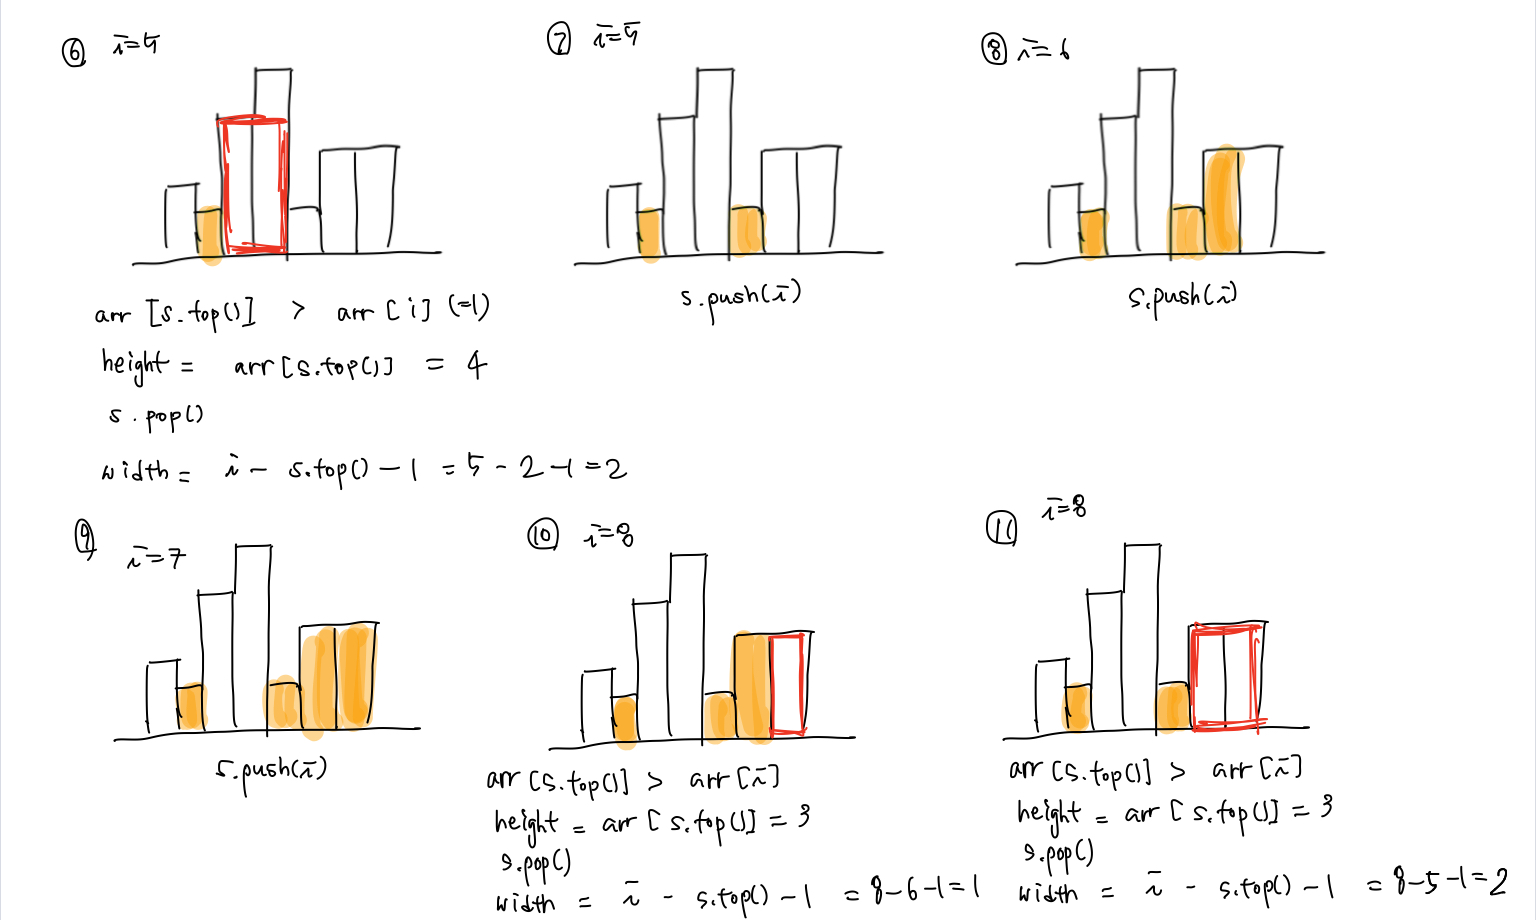 ⑥ i=5
arr [s.top()] > arr [i] (=1)
height = arr[s.top()] = 4
s.pop()
width = i - s.top() - 1 = 5 - 2 - 1 = 2
⑦ i=5
s.push(i)
⑧ i=6
s.push(i)
⑨ i=7
s.push(i)
⑩ i=8
arr [s.top()] > arr [i]
height = arr [s.top()] = 3
s.pop()
width = i - s.top() - 1 = 8-6-1=1
⑪ i=8
arr [s.top()] > arr [i]
height = arr [s.top()] = 3
s.pop()
width = i - s.top() - 1 = 8-5-1=2